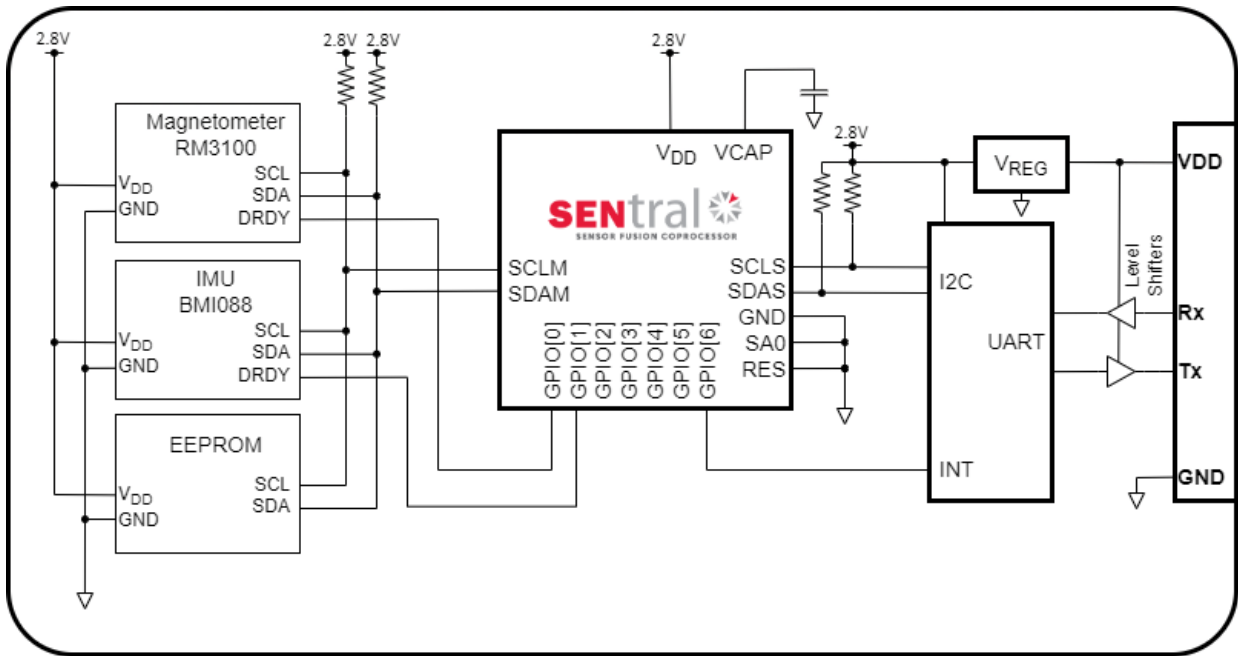 2.8V
2.8V 2.8V
2.8V
Magnetometer
RM3100
SCL
SDA
DRDY
VDD
GND
IMU
BMI088
SCL
SDA
DRDY
VDD
GND
EEPROM
SCL
SDA
VDD
GND
VDD VCAP
SENtral
SENSOR FUSION COPROCESSOR
SCLM
SDAM
SCLS
SDAS
GND
SA0
RES
GPIO[0]
GPIO[1]
GPIO[2]
GPIO[3]
GPIO[4]
GPIO[5]
GPIO[6]
2.8V
VREG
I2C
UART
INT
Level
Shifters
VDD
Rx
Tx
GND